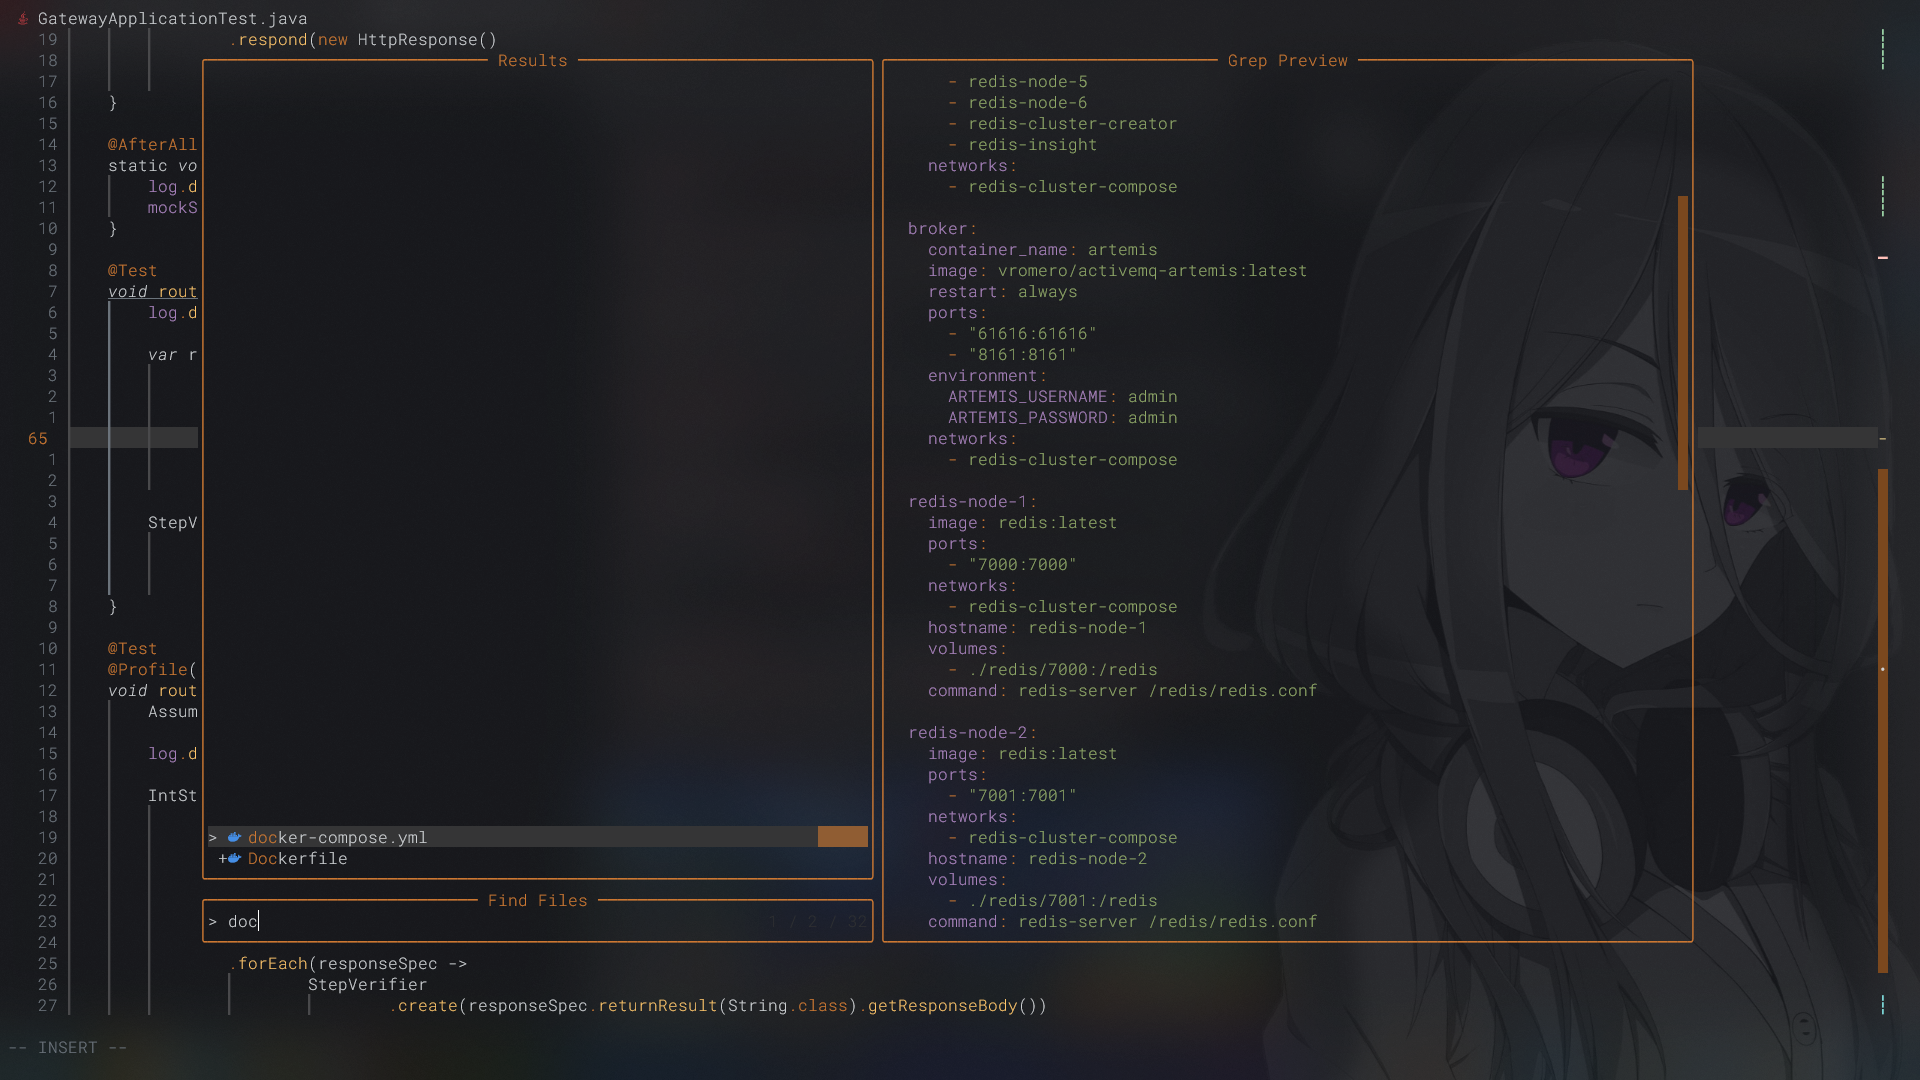 GatewayApplicationTest.java
19 .respond(new HttpResponse()
18
17
16 }
15
14 @AfterAll
13 static vo
12 log.d
11 mockS
10 }
9
8 @Test
7 void rout
6 log.d
5
4 var r
3
2
1
65
1
2
3
4 StepV
5
6
7
8 }
9
10 @Test
11 @Profile(
12 void rout
13 Assum
14
15 log.d
16
17 IntSt
18
19
20
21
22
23
24
25 .forEach(responseSpec ->
26 StepVerifier
27 .create(responseSpec.returnResult(String.class).getResponseBody())
-- INSERT --
Results
> docker-compose.yml
+ Dockerfile
Find Files
> doc 1 / 2 / 32
Grep Preview
- redis-node-5
- redis-node-6
- redis-cluster-creator
- redis-insight
networks:
- redis-cluster-compose
broker:
container_name: artemis
image: vromero/activemq-artemis:latest
restart: always
ports:
- "61616:61616"
- "8161:8161"
environment:
ARTEMIS_USERNAME: admin
ARTEMIS_PASSWORD: admin
networks:
- redis-cluster-compose
redis-node-1:
image: redis:latest
ports:
- "7000:7000"
networks:
- redis-cluster-compose
hostname: redis-node-1
volumes:
- ./redis/7000:/redis
command: redis-server /redis/redis.conf
redis-node-2:
image: redis:latest
ports:
- "7001:7001"
networks:
- redis-cluster-compose
hostname: redis-node-2
volumes:
- ./redis/7001:/redis
command: redis-server /redis/redis.conf